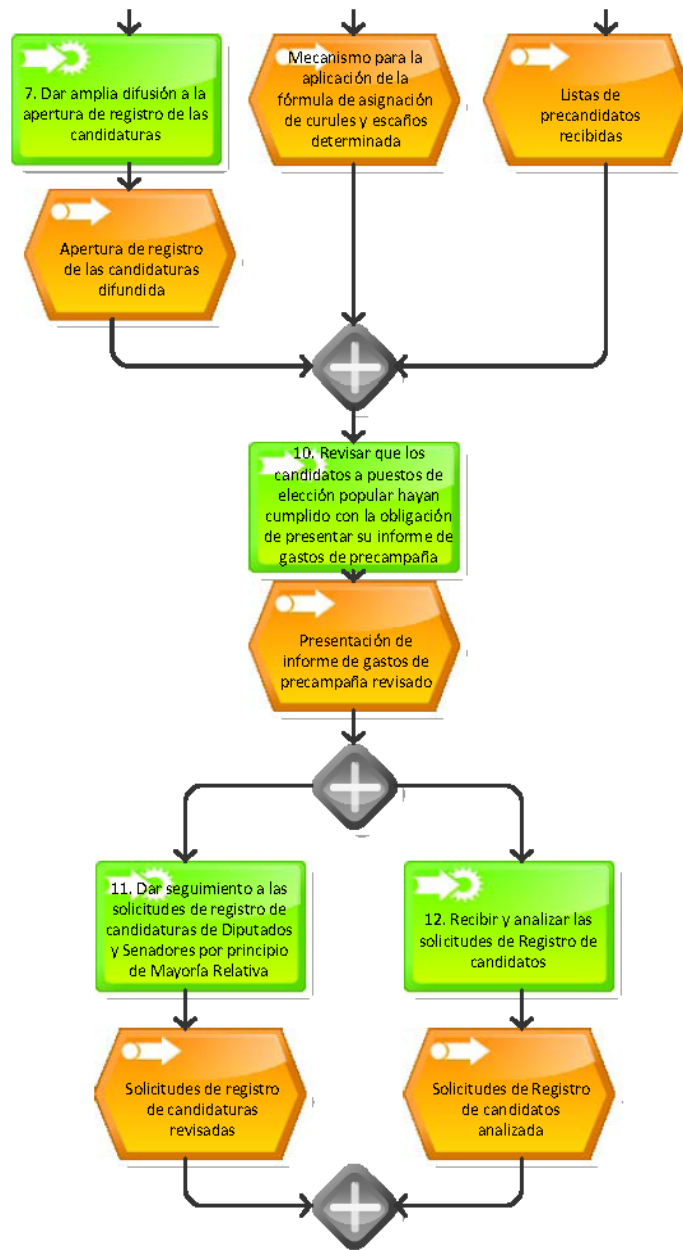 7. Dar amplia difusión a la
apertura de registro de las
candidaturas
Mecanismo para la
aplicación de la
fórmula de asignación
de curules y escaños
determinada
Listas de
precandidatos
recibidas
Apertura de registro
de las candidaturas
difundida
10. Revisar que los
candidatos a puestos de
elección popular hayan
cumplido con la obligación
de presentar su informe de
gastos de precampaña
Presentación de
informe de gastos de
precampaña revisado
11. Dar seguimiento a las
solicitudes de registro de
candidaturas de Diputados
y Senadores por principio
de Mayoría Relativa
12. Recibir y analizar las
solicitudes de Registro de
candidatos
Solicitudes de registro
de candidaturas
revisadas
Solicitudes de Registro
de candidatos
analizada